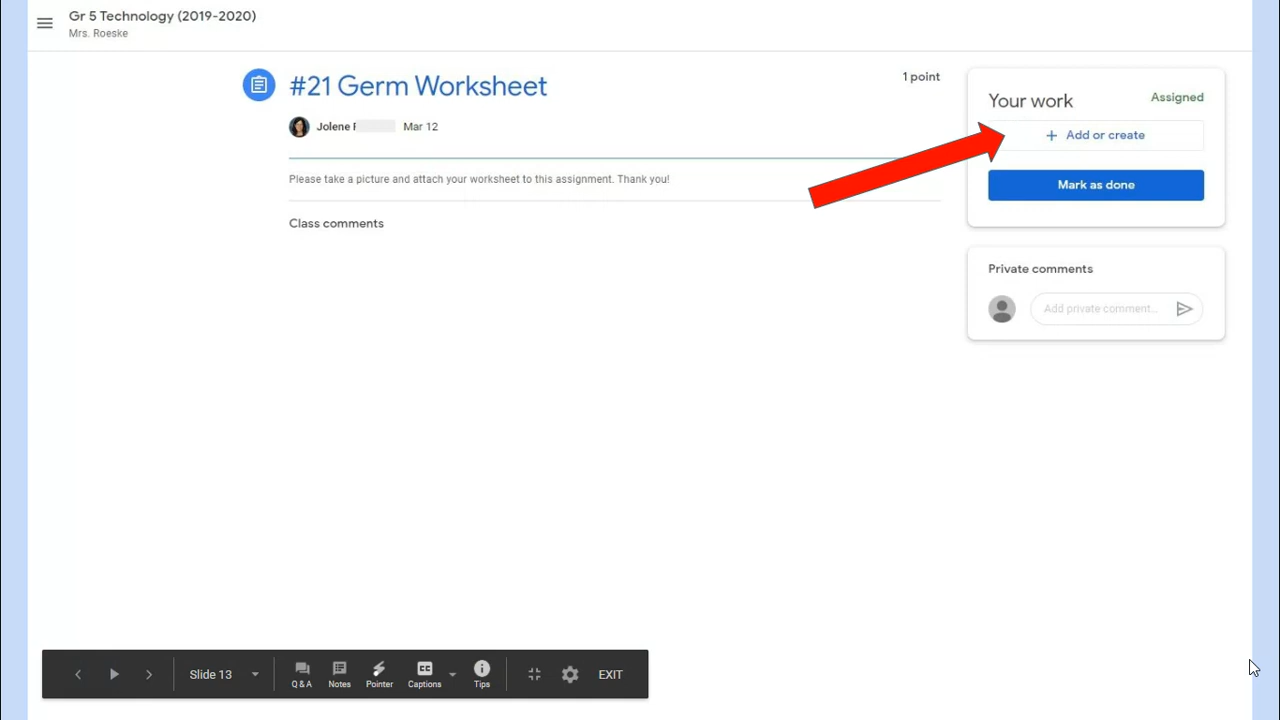 Gr 5 Technology (2019-2020)
Mrs. Roeske
#21 Germ Worksheet
1 point
Jolene
Mar 12
Please take a picture and attach your worksheet to this assignment. Thank you!
Class comments
Your work
Assigned
+ Add or create
Mark as done
Private comments
Add private comment...
Slide 13
Q & A
Notes
Pointer
CC
Captions
Tips
EXIT